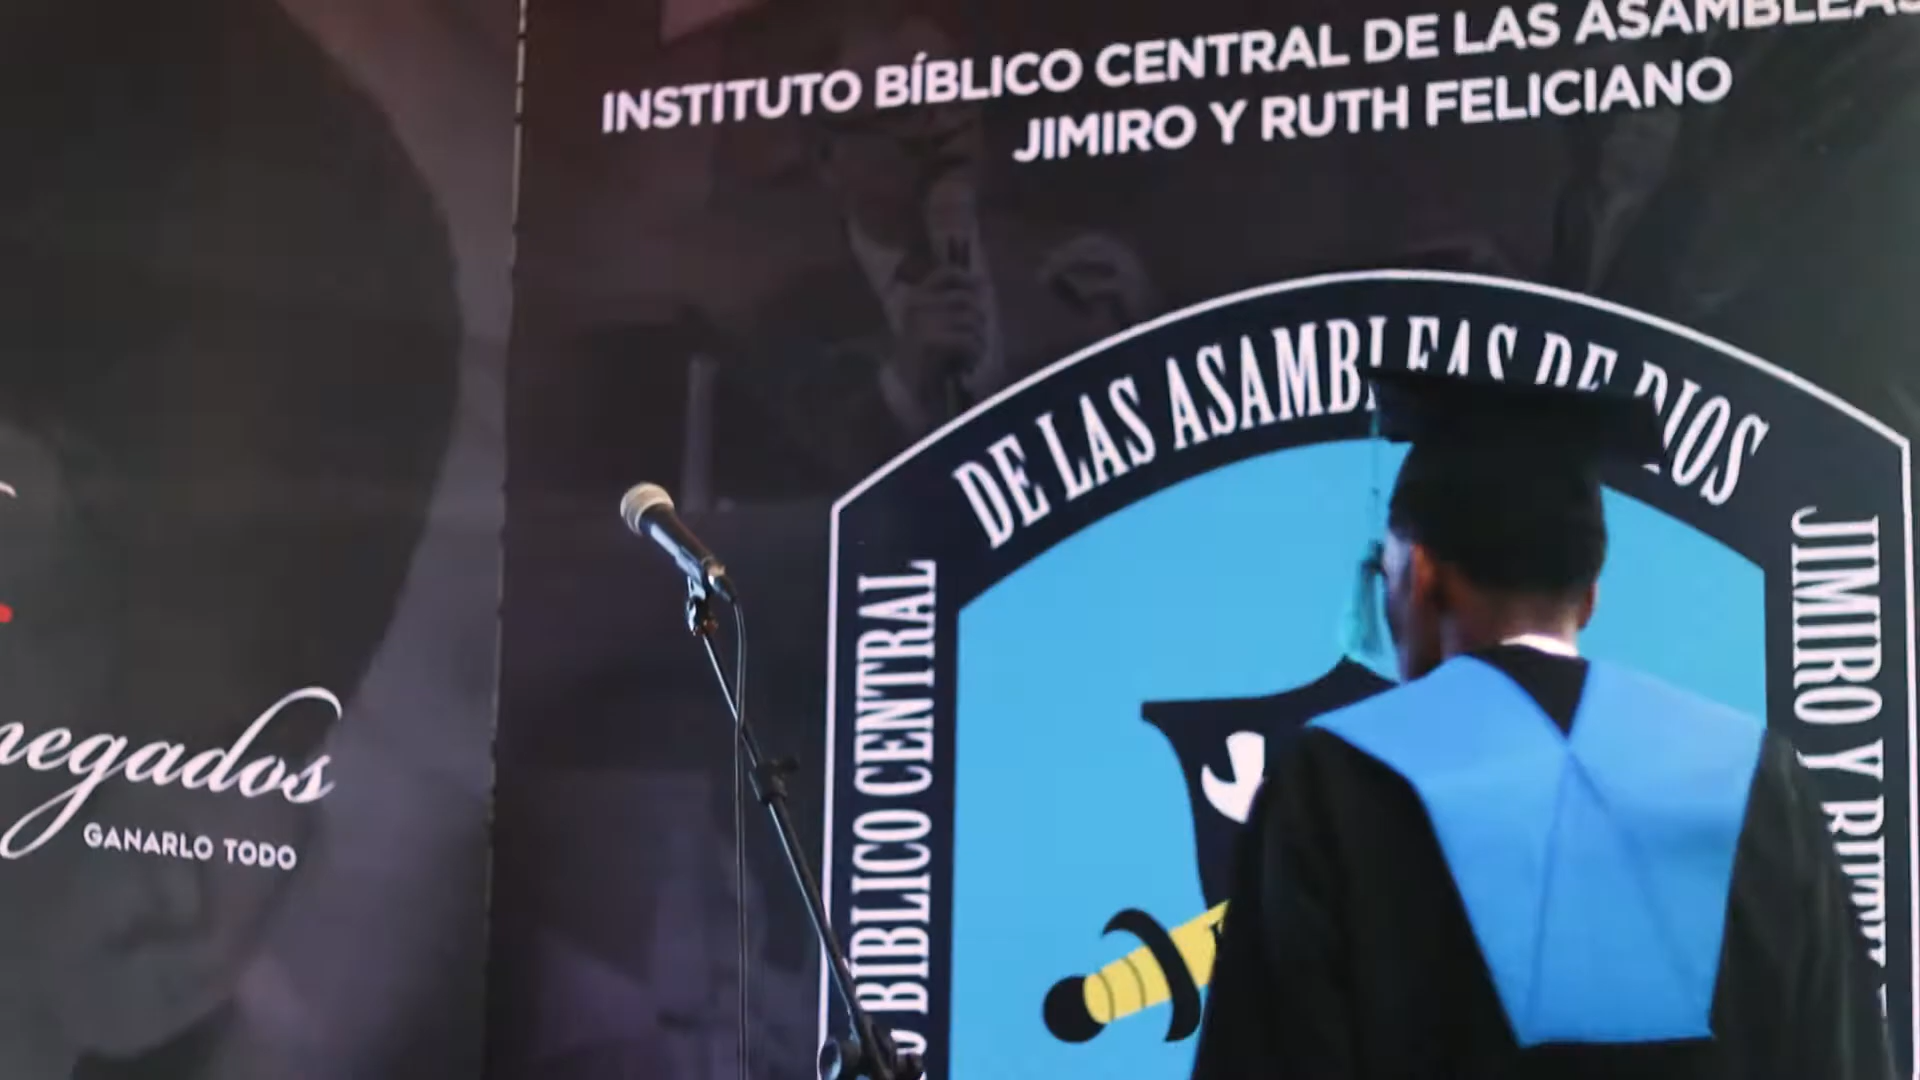 INSTITUTO BÍBLICO CENTRAL DE LAS ASAMBLEAS
JIMIRO Y RUTH FELICIANO
DE LAS ASAMBLEAS DE DIOS
BIBLICO CENTRAL
JIMIRO Y RUTH
negados
GANARLO TODO